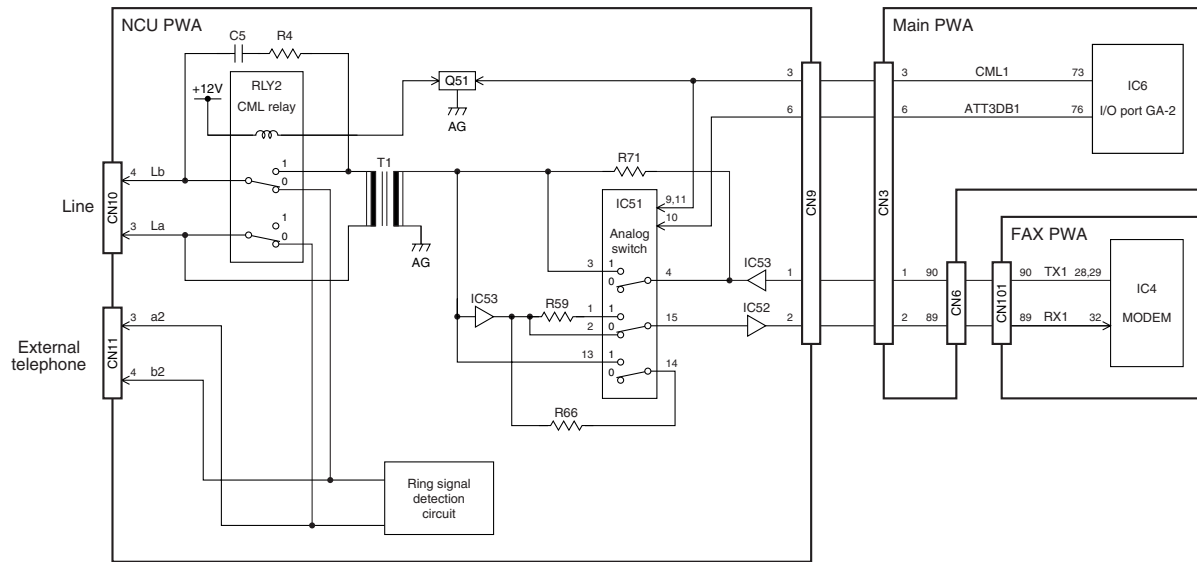 NCU PWA
Main PWA
C5
R4
RLY2
CML relay
+12V
Q51
AG
3
3
CML1
73
6
6
ATT3DB1
76
IC6
I/O port GA-2
Line
CN10
4
Lb
3
La
1
0
1
0
T1
AG
R71
IC51
Analog
switch
9,11
10
3
1
0
4
IC53
CN9
CN3
1
1
90
CN6
CN101
90
TX1
28,29
FAX PWA
IC4
MODEM
IC53
R59
1
2
1
0
15
IC52
2
2
89
89
RX1
32
13
1
0
14
R66
External
telephone
CN11
3
a2
4
b2
Ring signal
detection
circuit